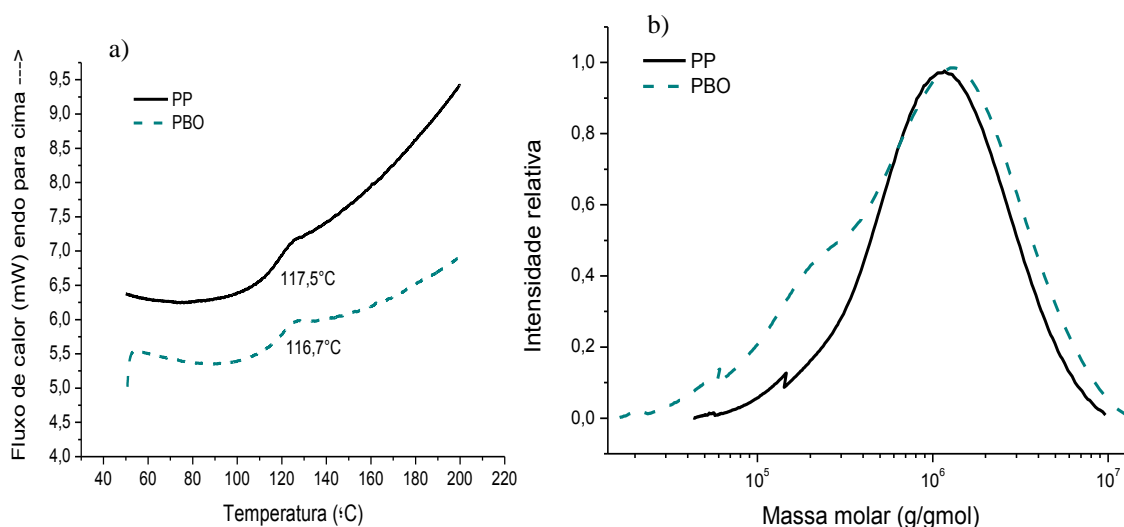 a)
Fluxo de calor (mW) endo para cima --->
9,5
9,0
8,5
8,0
7,5
7,0
6,5
6,0
5,5
5,0
4,5
4,0
PP
PBO
117,5°C
116,7°C
40 60 80 100 120 140 160 180 200 220
Temperatura (°C)
b)
Intensidade relativa
1,0
0,8
0,6
0,4
0,2
0,0
PP
PBO
10⁵ 10⁶ 10⁷
Massa molar (g/gmol)